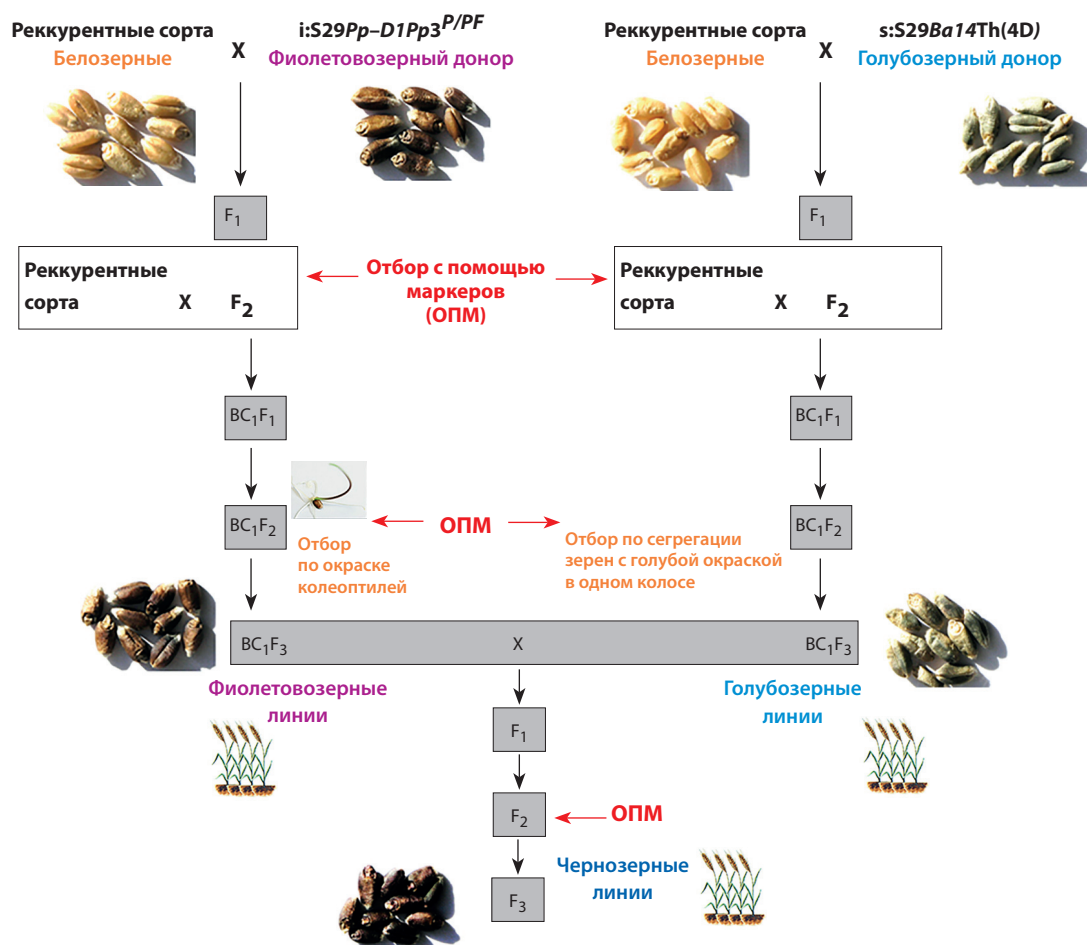 Реккурентные сорта
Белозерные
X
i:S29Pp–D1Pp3^P/PF
Фиолетовозерный донор
Реккурентные сорта
Белозерные
X
s:S29Ba14Th(4D)
Голубозерный донор
F₁
F₁
Реккурентные
сорта X F₂
Отбор с помощью
маркеров
(ОПМ)
Реккурентные
сорта X F₂
BC₁F₁
BC₁F₁
BC₁F₂
Отбор
по окраске
колеоптилей
ОПМ
Отбор по сегрегации
зерен с голубой окраской
в одном колосе
BC₁F₂
BC₁F₃ X BC₁F₃
Фиолетовозерные
линии
Голубозерные
линии
F₁
F₂
ОПМ
Чернозерные
линии
F₃